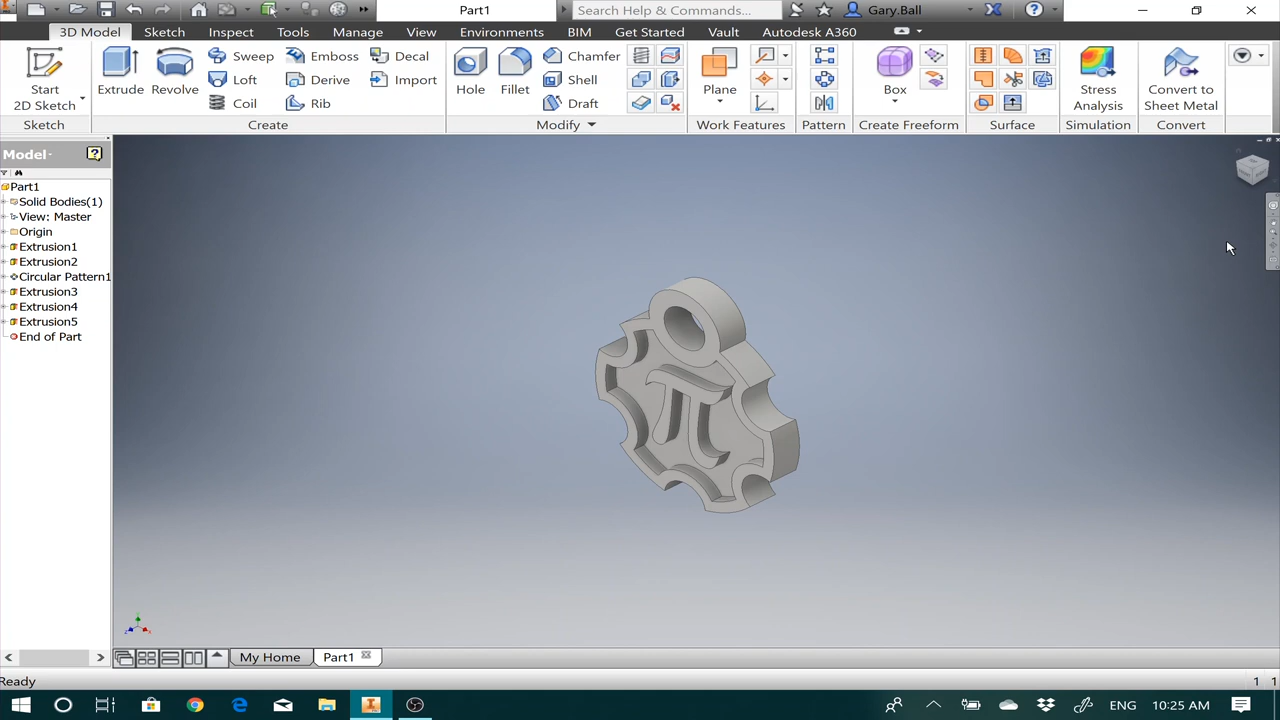 Part1
Search Help & Commands...
Gary.Ball
3D Model
Sketch
Inspect
Tools
Manage
View
Environments
BIM
Get Started
Vault
Autodesk A360
Start
2D Sketch
Extrude
Revolve
Sweep
Loft
Coil
Emboss
Derive
Rib
Decal
Import
Hole
Fillet
Chamfer
Shell
Draft
Plane
Box
Stress
Analysis
Convert to
Sheet Metal
Sketch
Create
Modify
Work Features
Pattern
Create Freeform
Surface
Simulation
Convert
Model
Part1
Solid Bodies(1)
View: Master
Origin
Extrusion1
Extrusion2
Circular Pattern1
Extrusion3
Extrusion4
Extrusion5
End of Part
π
My Home
Part1
Ready
1 1
ENG
10:25 AM